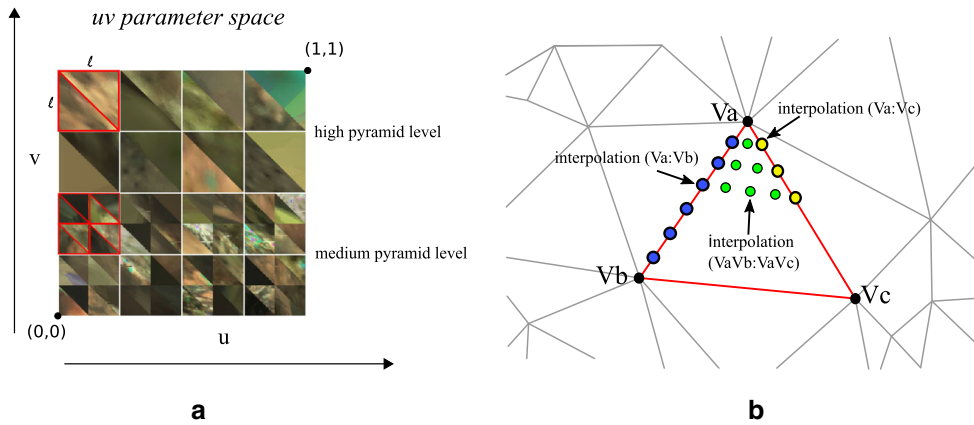 uv parameter space
(1,1)
ℓ
ℓ
high pyramid level
v
medium pyramid level
(0,0)
u
a
Va
interpolation (Va:Vc)
interpolation (Va:Vb)
interpolation
(VaVb:VaVc)
Vb
Vc
b